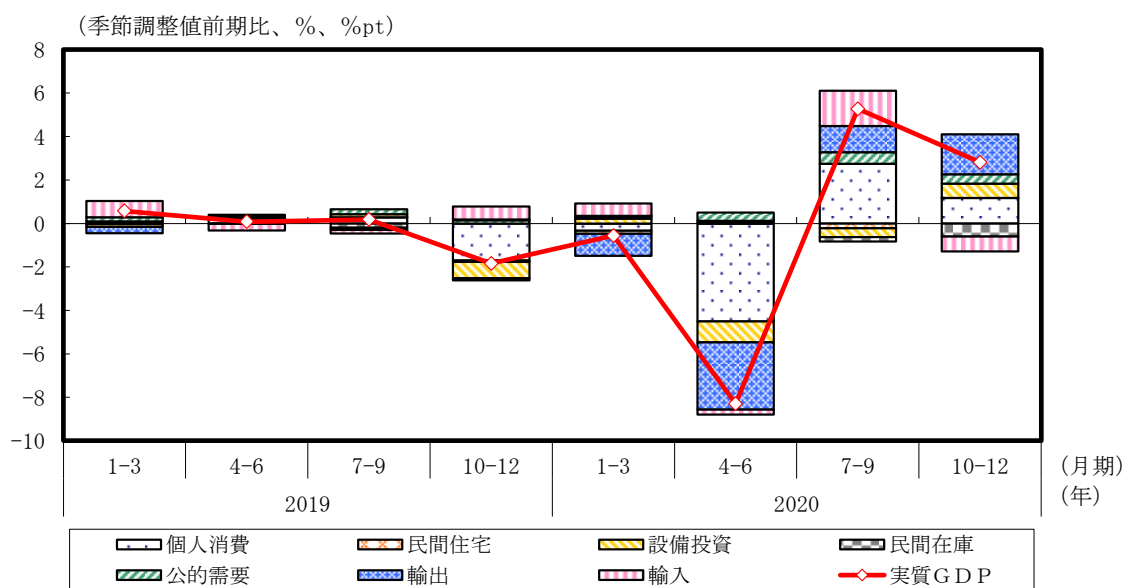 （季節調整値前期比、%、%pt）
8
6
4
2
0
-2
-4
-6
-8
-10
1-3 4-6 7-9 10-12 1-3 4-6 7-9 10-12 （月期）
2019 2020 （年）
個人消費 民間住宅 設備投資 民間在庫
公的需要 輸出 輸入 実質ＧＤＰ